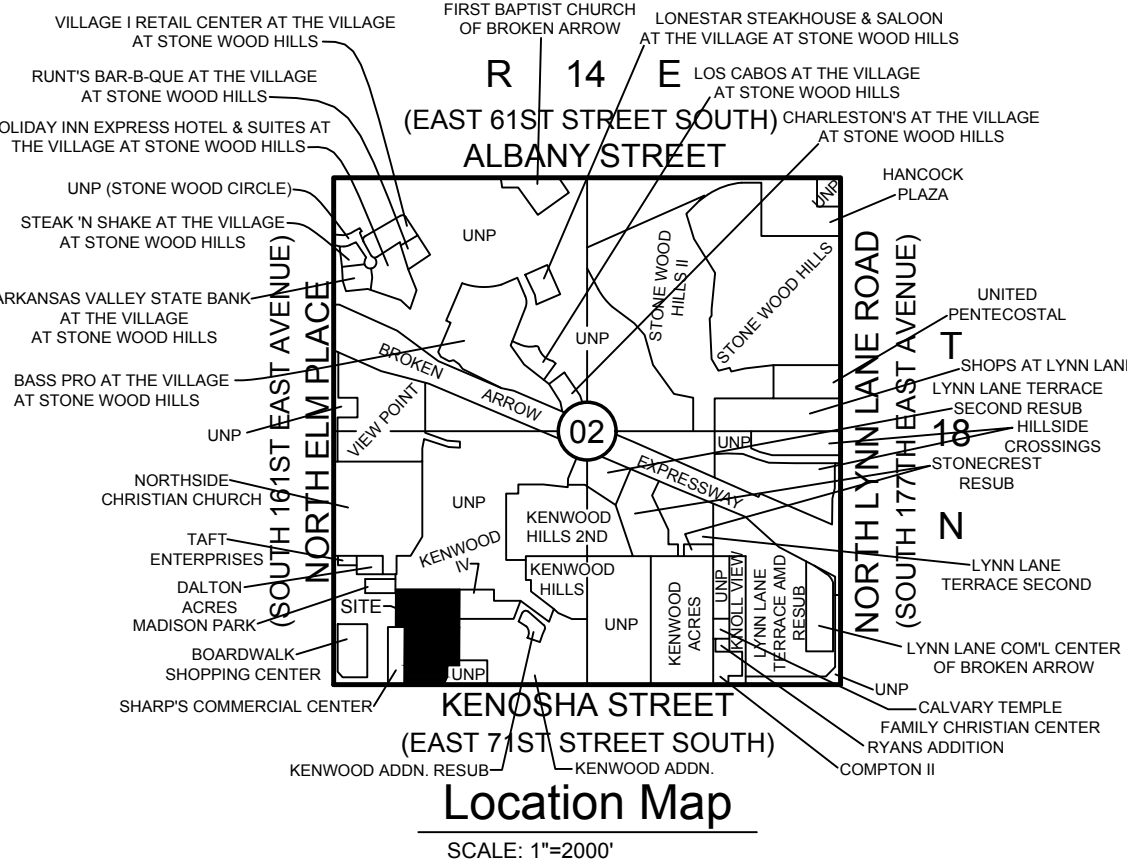 VILLAGE I RETAIL CENTER AT THE VILLAGE
AT STONE WOOD HILLS
FIRST BAPTIST CHURCH
OF BROKEN ARROW
LONESTAR STEAKHOUSE & SALOON
AT THE VILLAGE AT STONE WOOD HILLS
RUNT'S BAR-B-QUE AT THE VILLAGE
AT STONE WOOD HILLS
R 14 E
LOS CABOS AT THE VILLAGE
AT STONE WOOD HILLS
OLIDAY INN EXPRESS HOTEL & SUITES AT
THE VILLAGE AT STONE WOOD HILLS
(EAST 61ST STREET SOUTH)
ALBANY STREET
CHARLESTON'S AT THE VILLAGE
AT STONE WOOD HILLS
UNP (STONE WOOD CIRCLE)
STEAK 'N SHAKE AT THE VILLAGE
AT STONE WOOD HILLS
HANCOCK
PLAZA
UNP
UNP
ARKANSAS VALLEY STATE BANK
AT THE VILLAGE
AT STONE WOOD HILLS
(SOUTH 161ST EAST AVENUE)
NORTH ELM PLACE
STONE WOOD
HILLS II
STONE WOOD HILLS
NORTH LYNN LANE ROAD
(SOUTH 177TH EAST AVENUE)
UNITED
PENTECOSTAL
T
UNP
BASS PRO AT THE VILLAGE
AT STONE WOOD HILLS
BROKEN
ARROW
SHOPS AT LYNN LANE
LYNN LANE TERRACE
SECOND RESUB
UNP
VIEW POINT
02
UNP
18
HILLSIDE
CROSSINGS
EXPRESSWAY
STONECREST
RESUB
NORTHSIDE
CHRISTIAN CHURCH
UNP
KENWOOD
HILLS 2ND
N
TAFT
ENTERPRISES
KENWOOD
IV
KENWOOD
HILLS
LYNN LANE
TERRACE SECOND
DALTON
ACRES
MADISON PARK
SITE
UNP
KENWOOD
ACRES
UNP
KNOLL VIEW
LYNN LANE
TERRACE AMD
RESUB
BOARDWALK
SHOPPING CENTER
LYNN LANE COM'L CENTER
OF BROKEN ARROW
UNP
UNP
SHARP'S COMMERCIAL CENTER
KENOSHA STREET
(EAST 71ST STREET SOUTH)
CALVARY TEMPLE
FAMILY CHRISTIAN CENTER
RYANS ADDITION
COMPTON II
KENWOOD ADDN. RESUB
KENWOOD ADDN.
Location Map
SCALE: 1"=2000'